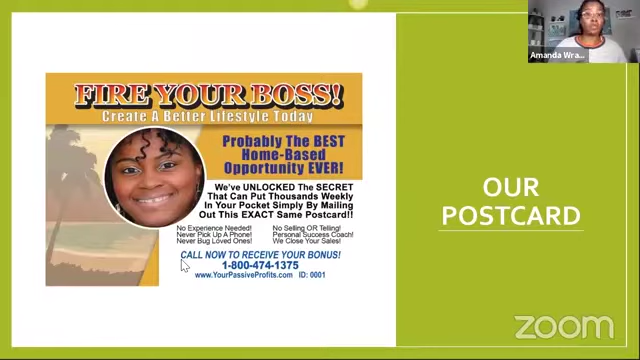 FIRE YOUR BOSS!
Create A Better Lifestyle Today
Probably The BEST
Home-Based
Opportunity EVER!
We've UNLOCKED The SECRET
That Can Put Thousands Weekly
In Your Pocket Simply By Mailing
Out This EXACT Same Postcard!!
No Experience Needed!
Never Pick Up A Phone!
Never Bug Loved Ones!
No Selling OR Telling!
Personal Success Coach!
We Close Your Sales!
CALL NOW TO RECEIVE YOUR BONUS!
1-800-474-1375
www.YourPassiveProfits.com ID: 0001
OUR
POSTCARD
Amanda Wra...
zoom